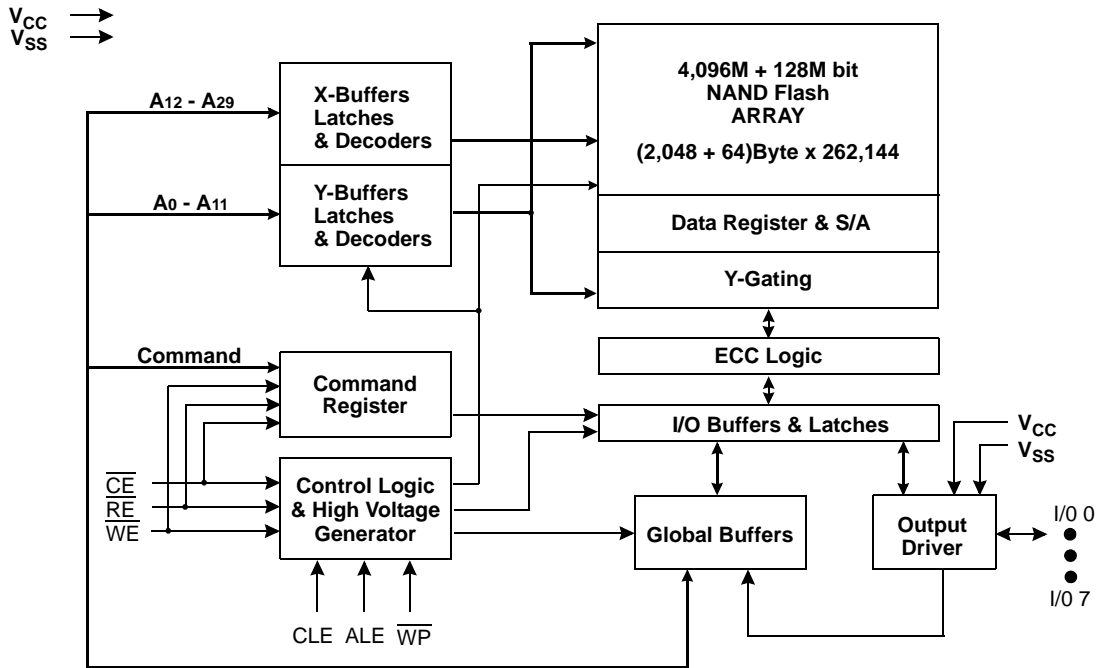 VCC
VSS
A12 - A29
X-Buffers
Latches
& Decoders
A0 - A11
Y-Buffers
Latches
& Decoders
4,096M + 128M bit
NAND Flash
ARRAY
(2,048 + 64)Byte x 262,144
Data Register & S/A
Y-Gating
ECC Logic
Command
Command
Register
I/O Buffers & Latches
VCC
VSS
CE
RE
WE
Control Logic
& High Voltage
Generator
Global Buffers
Output
Driver
I/0 0
I/0 7
CLE
ALE
WP